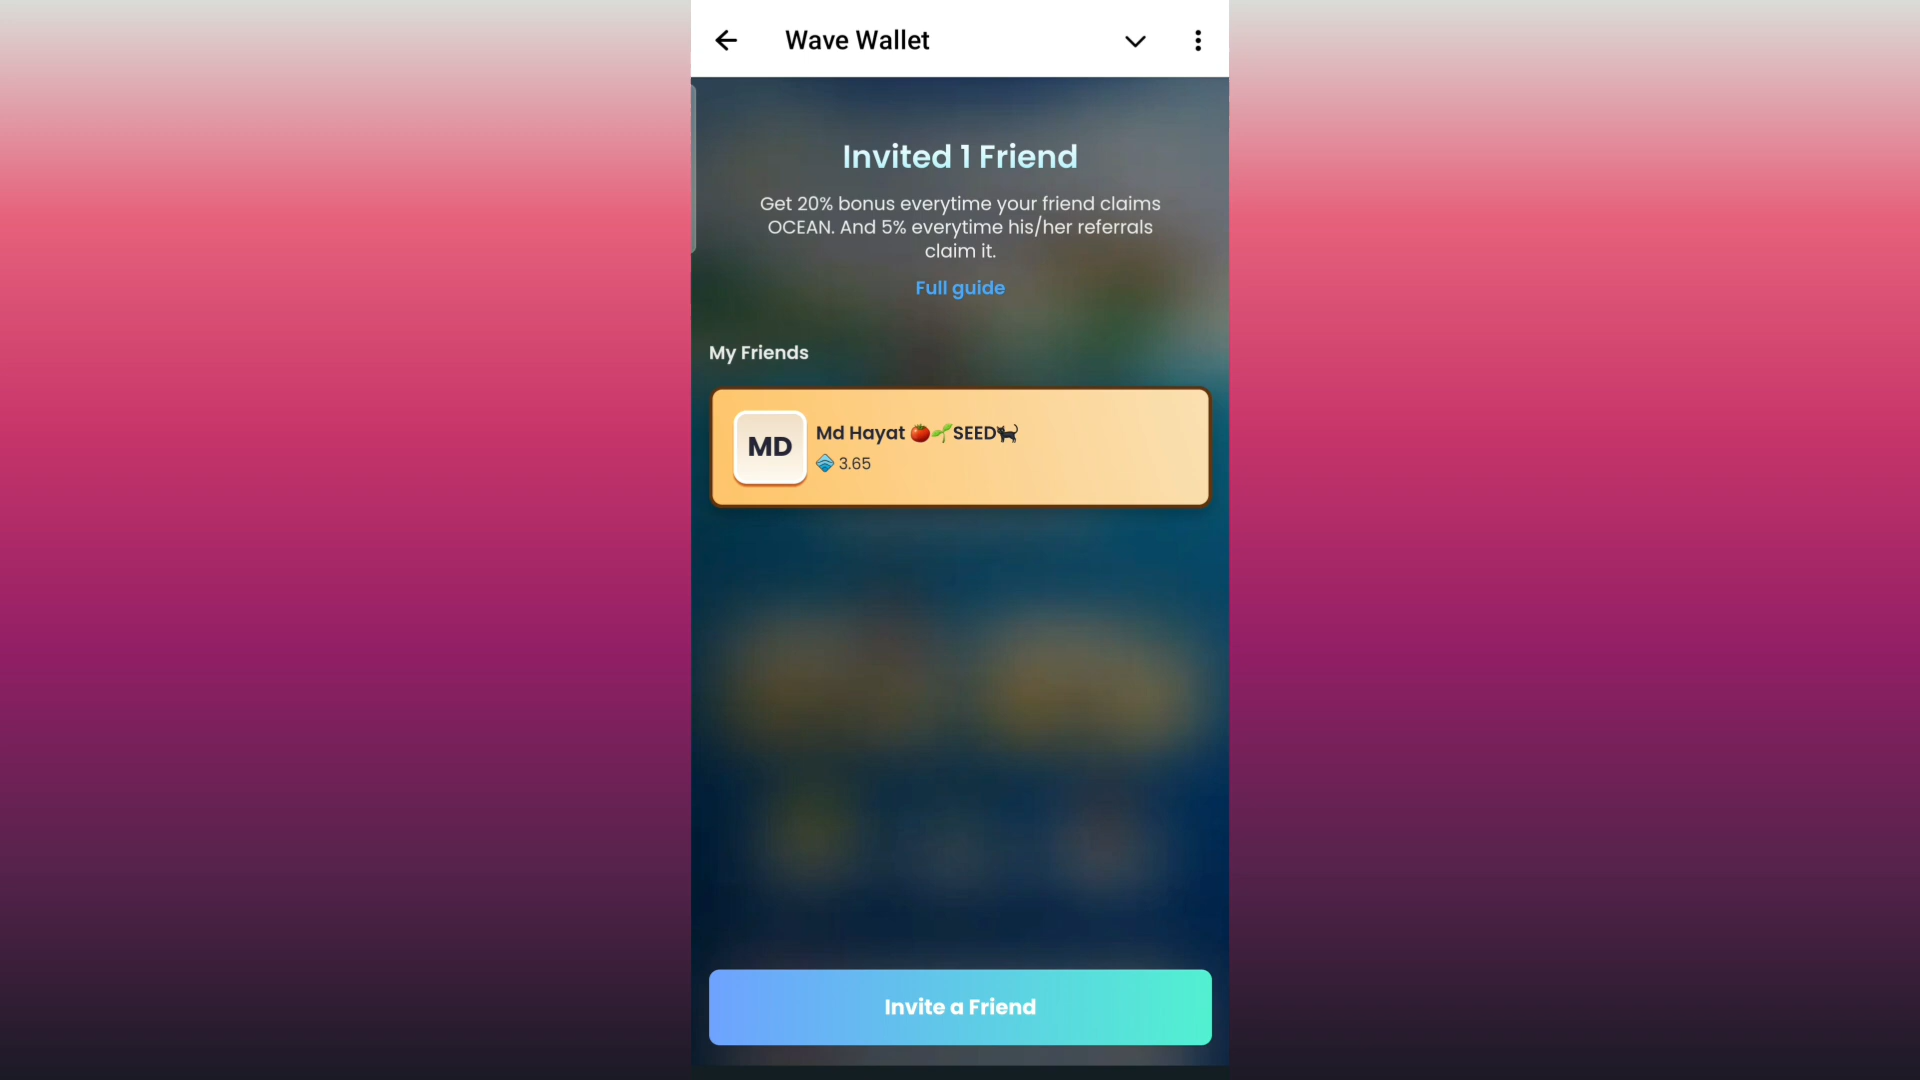 Wave Wallet
Invited 1 Friend
Get 20% bonus everytime your friend claims
OCEAN. And 5% everytime his/her referrals
claim it.
Full guide
My Friends
MD
Md Hayat 🍅🌱SEED🐈‍⬛
3.65
Invite a Friend